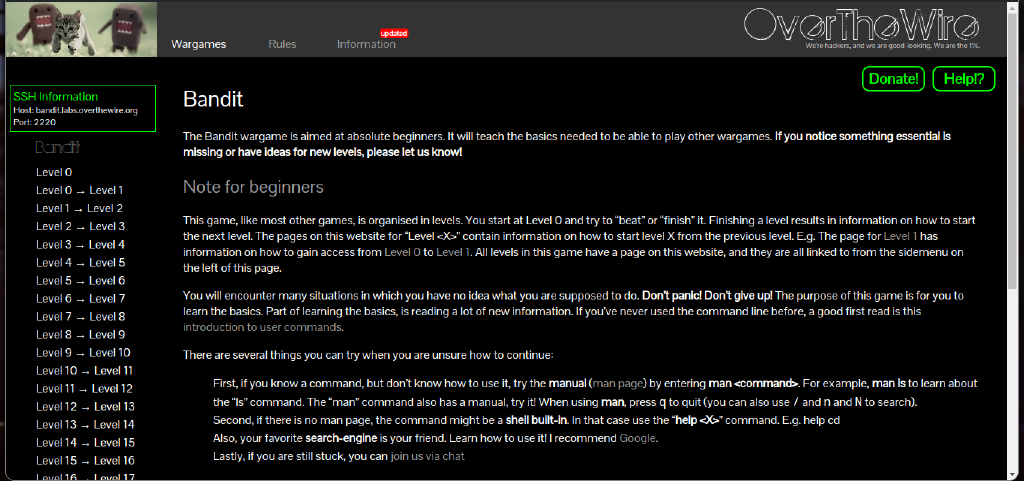 Wargames
Rules
Information
updated
OverTheWire
We're hackers, and we are good-looking. We are the 1%.
Donate!
Help!?
SSH Information
Host: bandit.labs.overthewire.org
Port: 2220
Bandit
Level 0
Level 0 → Level 1
Level 1 → Level 2
Level 2 → Level 3
Level 3 → Level 4
Level 4 → Level 5
Level 5 → Level 6
Level 6 → Level 7
Level 7 → Level 8
Level 8 → Level 9
Level 9 → Level 10
Level 10 → Level 11
Level 11 → Level 12
Level 12 → Level 13
Level 13 → Level 14
Level 14 → Level 15
Level 15 → Level 16
Level 16 → Level 17
Bandit
The Bandit wargame is aimed at absolute beginners. It will teach the basics needed to be able to play other wargames. If you notice something essential is
missing or have ideas for new levels, please let us know!
Note for beginners
This game, like most other games, is organised in levels. You start at Level 0 and try to “beat” or “finish” it. Finishing a level results in information on how to start
the next level. The pages on this website for “Level <X>” contain information on how to start level X from the previous level. E.g. The page for Level 1 has
information on how to gain access from Level 0 to Level 1. All levels in this game have a page on this website, and they are all linked to from the sidemenu on
the left of this page.
You will encounter many situations in which you have no idea what you are supposed to do. Don’t panic! Don’t give up! The purpose of this game is for you to
learn the basics. Part of learning the basics, is reading a lot of new information. If you’ve never used the command line before, a good first read is this
introduction to user commands.
There are several things you can try when you are unsure how to continue:
First, if you know a command, but don’t know how to use it, try the manual (man page) by entering man <command>. For example, man ls to learn about
the “ls” command. The “man” command also has a manual, try it! When using man, press q to quit (you can also use / and n and N to search).
Second, if there is no man page, the command might be a shell built-in. In that case use the “help <X>” command. E.g. help cd
Also, your favorite search-engine is your friend. Learn how to use it! I recommend Google.
Lastly, if you are still stuck, you can join us via chat